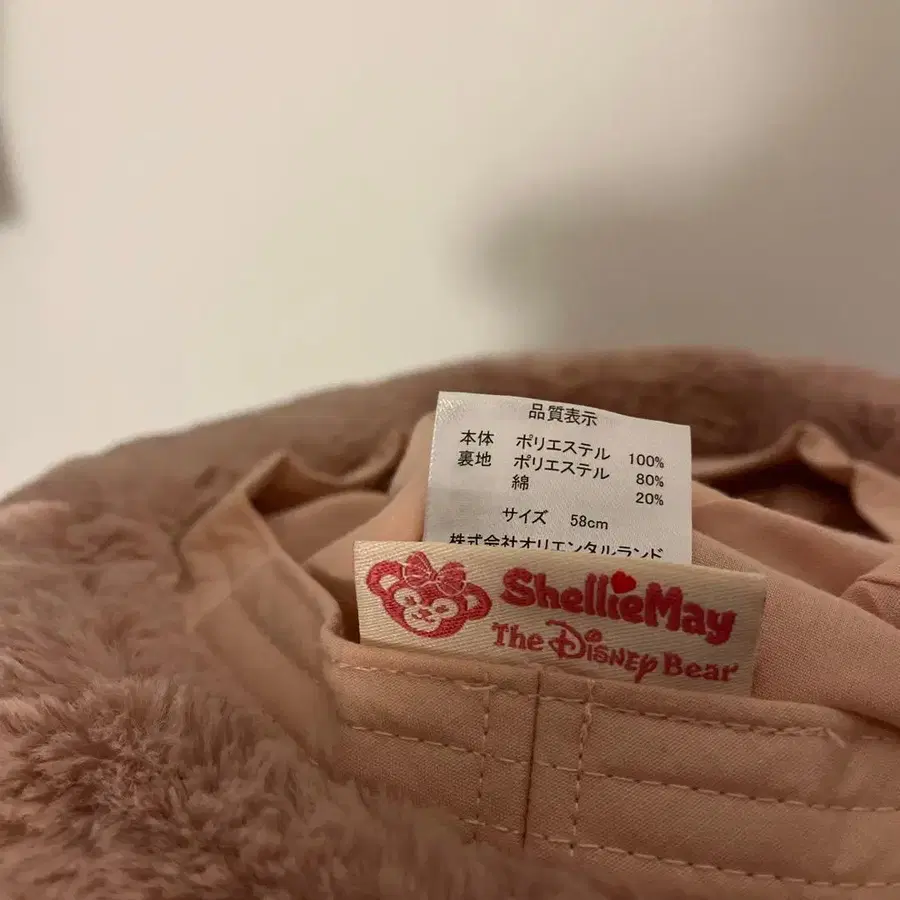 品質表示
本体 ポリエステル 100%
裏地 ポリエステル 80%
綿 20%
サイズ 58cm
株式会社オリエンタルランド
ShellieMay
The Disney Bear